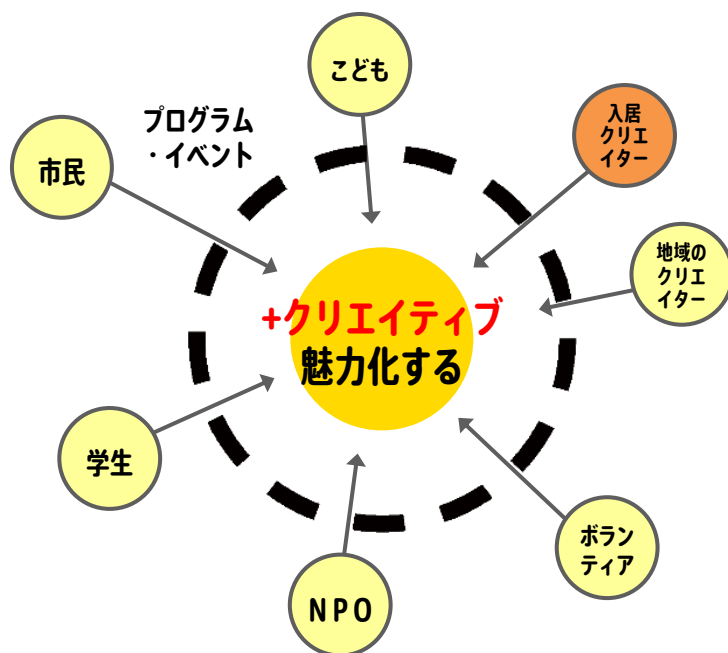 こども
プログラム
・イベント
入居
クリエ
イター
市民
地域の
クリエ
イター
+クリエイティブ
魅力化する
学生
ボラン
ティア
NPO